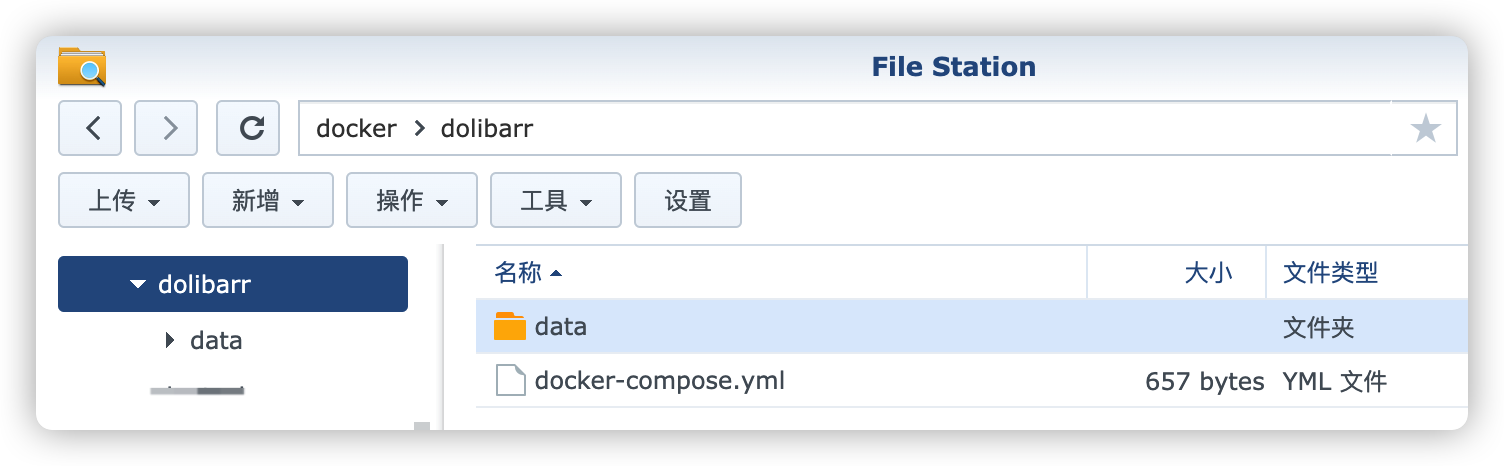 File Station
docker > dolibarr
上传 新增 操作 工具 设置
dolibarr
data
名称 大小 文件类型
data 文件夹
docker-compose.yml 657 bytes YML 文件